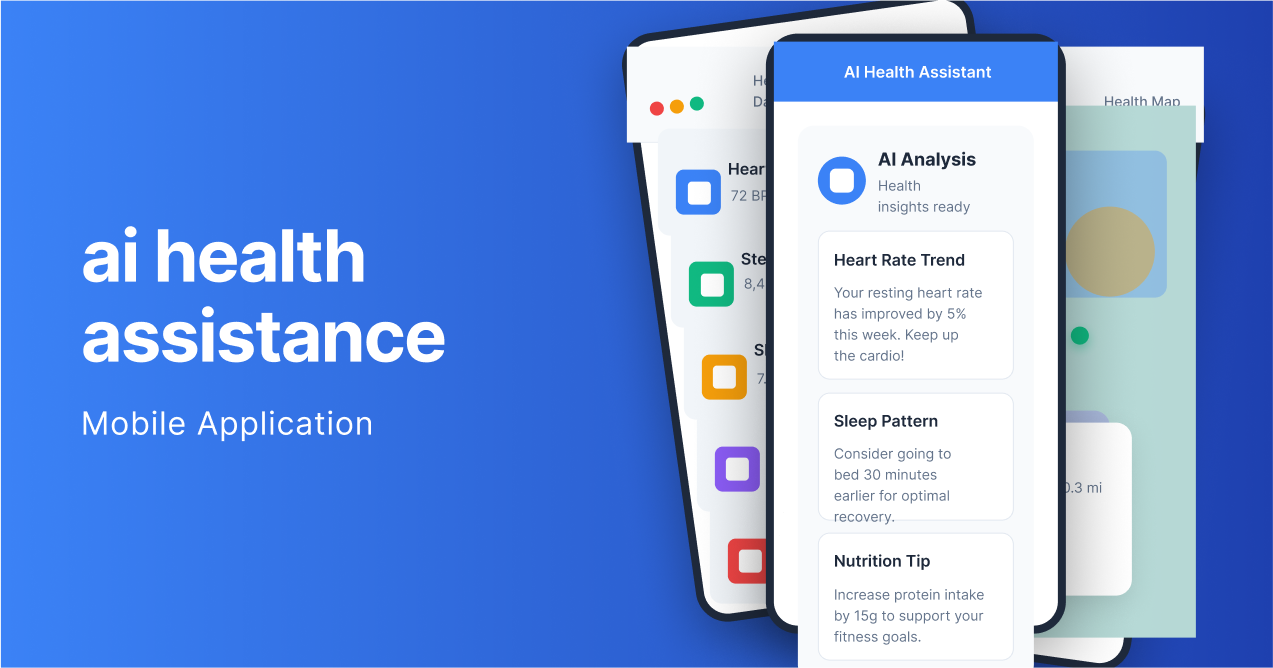 ai health
assistance
Mobile Application
AI Health Assistant
AI Analysis
Health
insights ready
Heart Rate Trend
Your resting heart rate
has improved by 5%
this week. Keep up
the cardio!
Sleep Pattern
Consider going to
bed 30 minutes
earlier for optimal
recovery.
Nutrition Tip
Increase protein intake
by 15g to support your
fitness goals.
Health Map
72